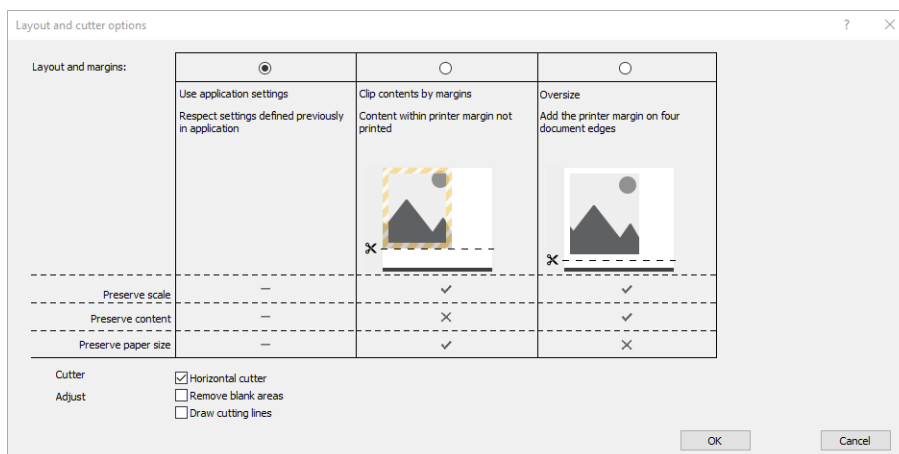 Layout and cutter options
Layout and margins:
Use application settings
Respect settings defined previously
in application
Clip contents by margins
Content within printer margin not
printed
Oversize
Add the printer margin on four
document edges
Preserve scale
Preserve content
Preserve paper size
Cutter
Horizontal cutter
Adjust
Remove blank areas
Draw cutting lines
OK
Cancel